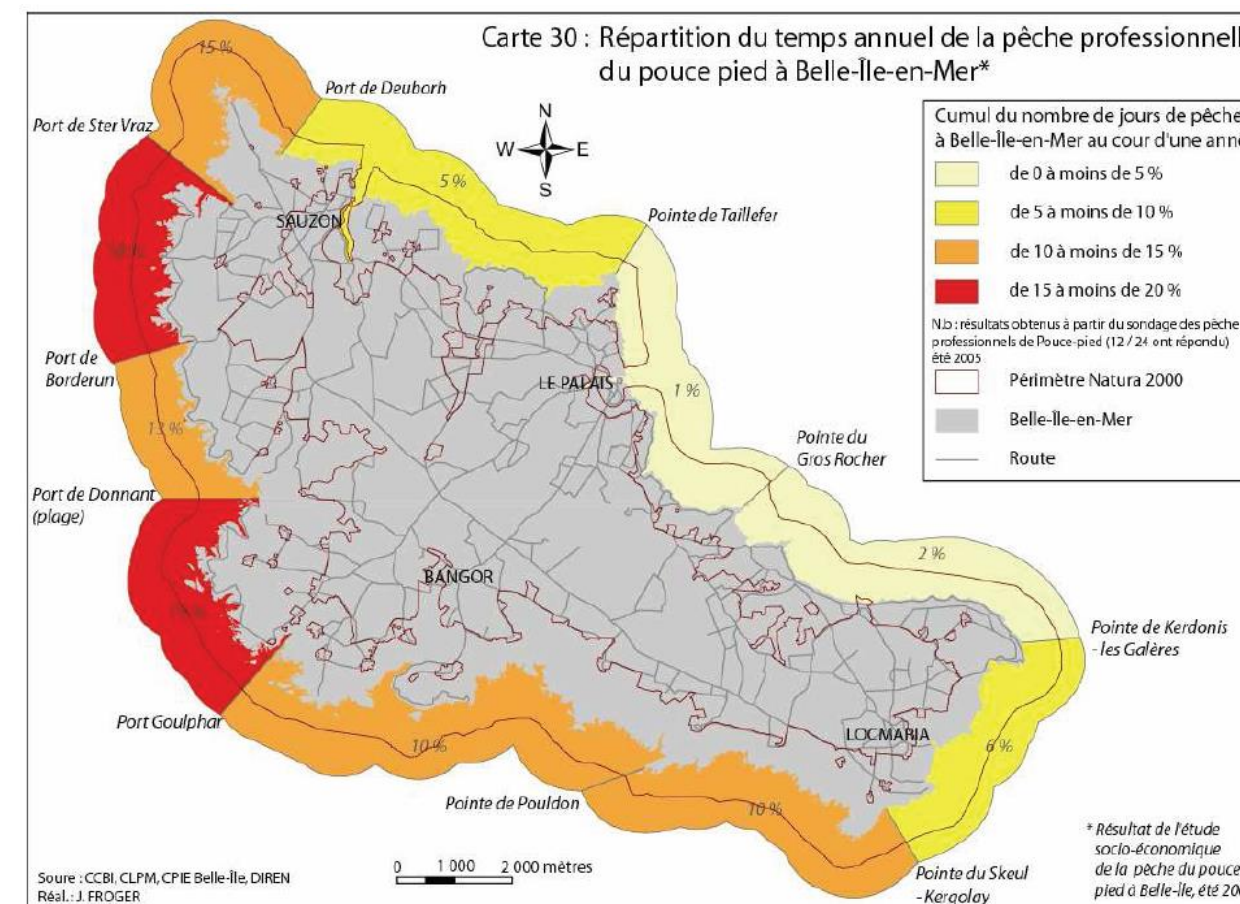 Carte 30 : Répartition du temps annuel de la pêche professionnell
du pouce pied à Belle-Île-en-Mer*
15 %
Port de Deuborh
Port de Ster Vraz
N
W
E
S
5 %
Pointe de Taillefer
SAUZON
Port de
Borderun
LE PALAIS
1 %
13 %
Pointe du
Gros Rocher
Port de Donnant
(plage)
2 %
BANGOR
Pointe de Kerdonis
- les Galères
Port Goulphar
LOCMARIA
10 %
6 %
Pointe de Pouldon
10 %
Pointe du Skeul
- Kergolay
Cumul du nombre de jours de pêche
à Belle-Île-en-Mer au cour d'une anné
de 0 à moins de 5 %
de 5 à moins de 10 %
de 10 à moins de 15 %
de 15 à moins de 20 %
N.b : résultats obtenus à partir du sondage des pêche
professionnels de Pouce-pied (12 / 24 ont répondu)
été 2005
Périmètre Natura 2000
Belle-Île-en-Mer
Route
* Résultat de l'étude
socio-économique
de la pêche du pouce
pied à Belle-Île, été 200
0 1 000 2 000 mètres
Soure : CCBI, CLPM, CPIE Belle-Île, DIREN
Réal. : J. FROGER